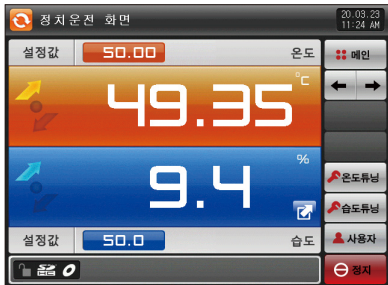 정치운전 화면
20.03.23
11:24 AM
설정값 50.00 온도
메인
49.35 °C
9.4 %
온도튜닝
습도튜닝
설정값 50.0 습도
사용자
정지